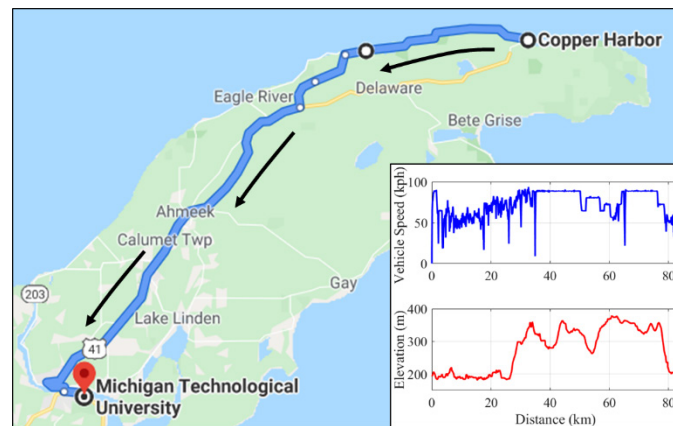 Copper Harbor
Delaware
Eagle River
Bete Grise
Ahmeek
Calumet Twp
Gay
203
Lake Linden
41
Michigan Technological
University
Vehicle Speed (kph)
100
50
0
0 20 40 60 80
Elevation (m)
400
300
200
0 20 40 60 80
Distance (km)